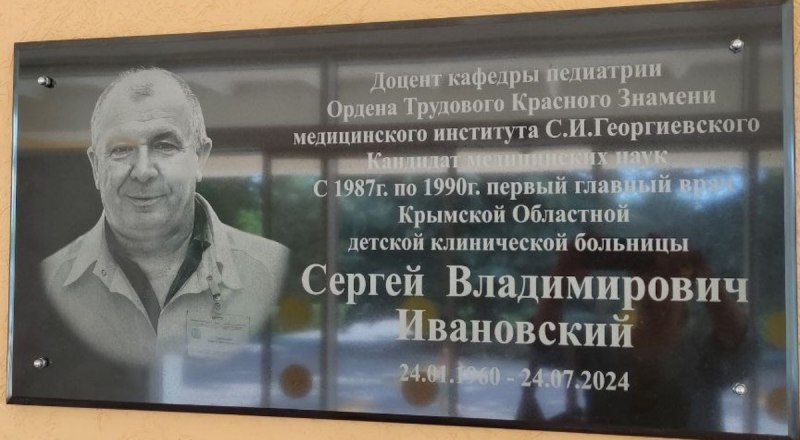 Доцент кафедры педиатрии
Ордена Трудового Красного Знамени
медицинского института С.И.Георгиевского
Кандидат медицинских наук
С 1987г. по 1990г. первый главный врач
Крымской Областной
детской клинической больницы
Сергей Владимирович
Ивановский
24.01.1960 - 24.07.2024